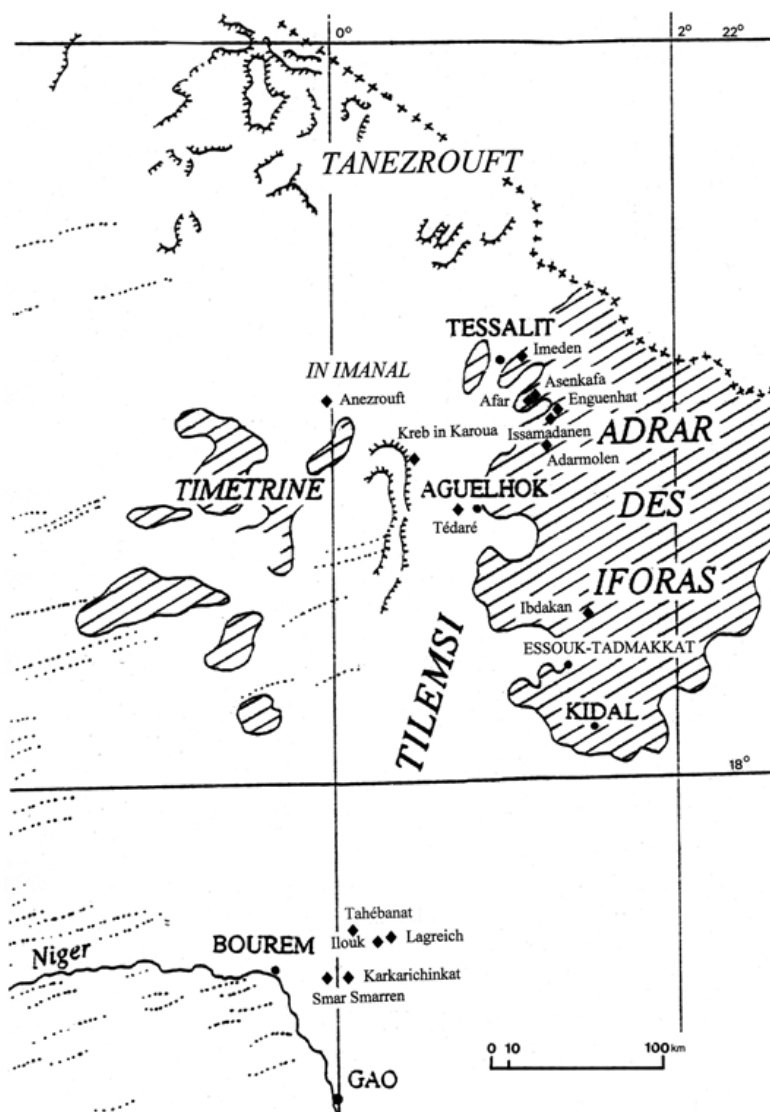 0°
2°
22°
TANEZROUFT
TESSALIT
Imeden
IN IMANAL
Asenkafa
Anezrouft
Afar
Enguenhat
Kreb in Karoua
Issamadanen
ADRAR
Adarmolen
TIMETRINE
AGUELHOK
DES
Tédaré
IFORAS
Ibdakan
TILEMSI
ESSOUK-TADMAKKAT
KIDAL
18°
Tahébanat
BOUREM
Ilouk
Lagreich
Niger
Karkarichinkat
Smar Smarren
0 10
100 km
GAO